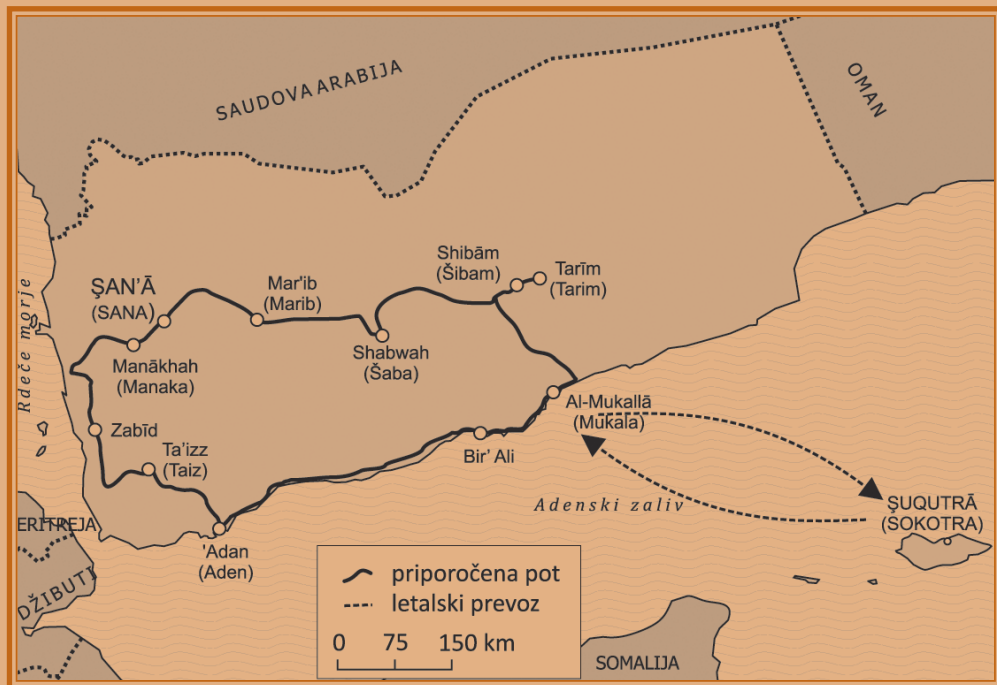 SAUDOVA ARABIJA
OMAN
Shibām
(Šibam)
Tarīm
(Tarim)
ŞAN'Ā
(SANA)
Mar'ib
(Marib)
Rdeče morje
Manākhah
(Manaka)
Shabwah
(Šaba)
Al-Mukallā
(Mukala)
Zabīd
Ta'izz
(Taiz)
Bir' Ali
Adenski zaliv
ŞUQUTRĀ
(SOKOTRA)
ERITREJA
'Adan
(Aden)
DŽIBUTI
priporočena pot
letalski prevoz
0 75 150 km
SOMALIJA